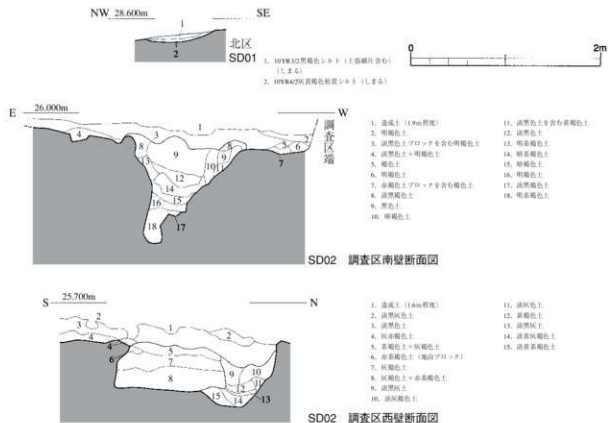 NW 28.600m SE
1
2
北区
SD01
1．10YR3/2黒褐色シルト（土器細片含む）
（しまる）
2．10YR4/2灰黄褐色粘質シルト（しまる）
0 2m
E 26.000m W
調査区端
1．造成土（1.9m程度）
2．明褐色土
3．淡黒色土ブロックを含む明褐色土
4．淡黒色土＋明褐色土
5．褐色土
6．明褐色土
7．赤褐色土ブロックを含む褐色土
8．淡黒褐色土
9．黒色土
10．暗褐色土
11．淡黒色土を含む黄褐色土
12．淡黒色土
13．明茶褐色土
14．暗茶褐色土
15．暗褐色土
16．明褐色土
17．淡黒褐色土
18．明茶褐色土
SD02　調査区南壁断面図
S 25.700m N
1．造成土（1.6m程度）
2．淡黒灰色土
3．淡黒色土
4．灰赤褐色土
5．茶褐色土＋灰褐色土
6．赤茶褐色土（地山ブロック）
7．灰褐色土
8．灰褐色土＋赤茶褐色土
9．淡黒色土
10．淡灰褐色土
11．淡灰色土
12．黄褐色土
13．淡黒灰土
14．淡黄灰褐色土
15．淡黄茶褐色土
SD02　調査区西壁断面図